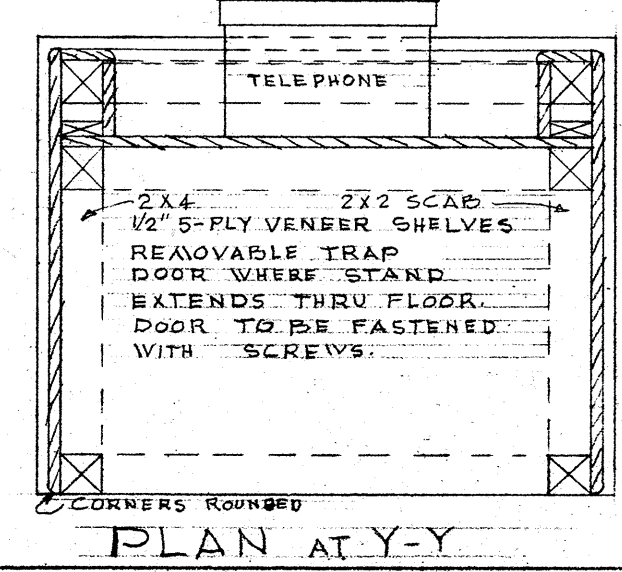 TELEPHONE
2X4 2X2 SCAB
1/2" 5-PLY VENEER SHELVES
REMOVABLE TRAP
DOOR WHERE STAND
EXTENDS THRU FLOOR.
DOOR TO BE FASTENED
WITH SCREWS.
CORNERS ROUNDED
PLAN AT Y-Y